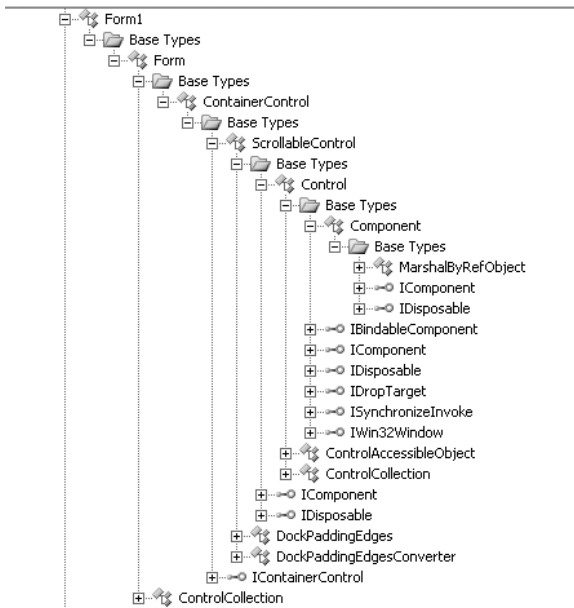 Form1
Base Types
Form
Base Types
ContainerControl
Base Types
ScrollableControl
Base Types
Control
Base Types
Component
Base Types
MarshalByRefObject
IComponent
IDisposable
IBindableComponent
IComponent
IDisposable
IDropTarget
ISynchronizeInvoke
IWin32Window
ControlAccessibleObject
ControlCollection
IComponent
IDisposable
DockPaddingEdges
DockPaddingEdgesConverter
IContainerControl
ControlCollection